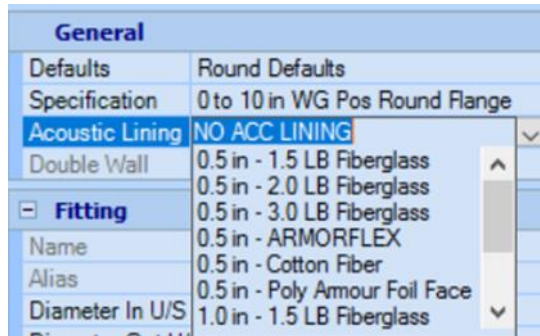 General
Defaults Round Defaults
Specification 0 to 10 in WG Pos Round Flange
Acoustic Lining NO ACC LINING
Double Wall
0.5 in - 1.5 LB Fiberglass
0.5 in - 2.0 LB Fiberglass
0.5 in - 3.0 LB Fiberglass
0.5 in - ARMORFLEX
0.5 in - Cotton Fiber
0.5 in - Poly Armour Foil Face
1.0 in - 1.5 LB Fiberglass
Fitting
Name
Alias
Diameter In U/S